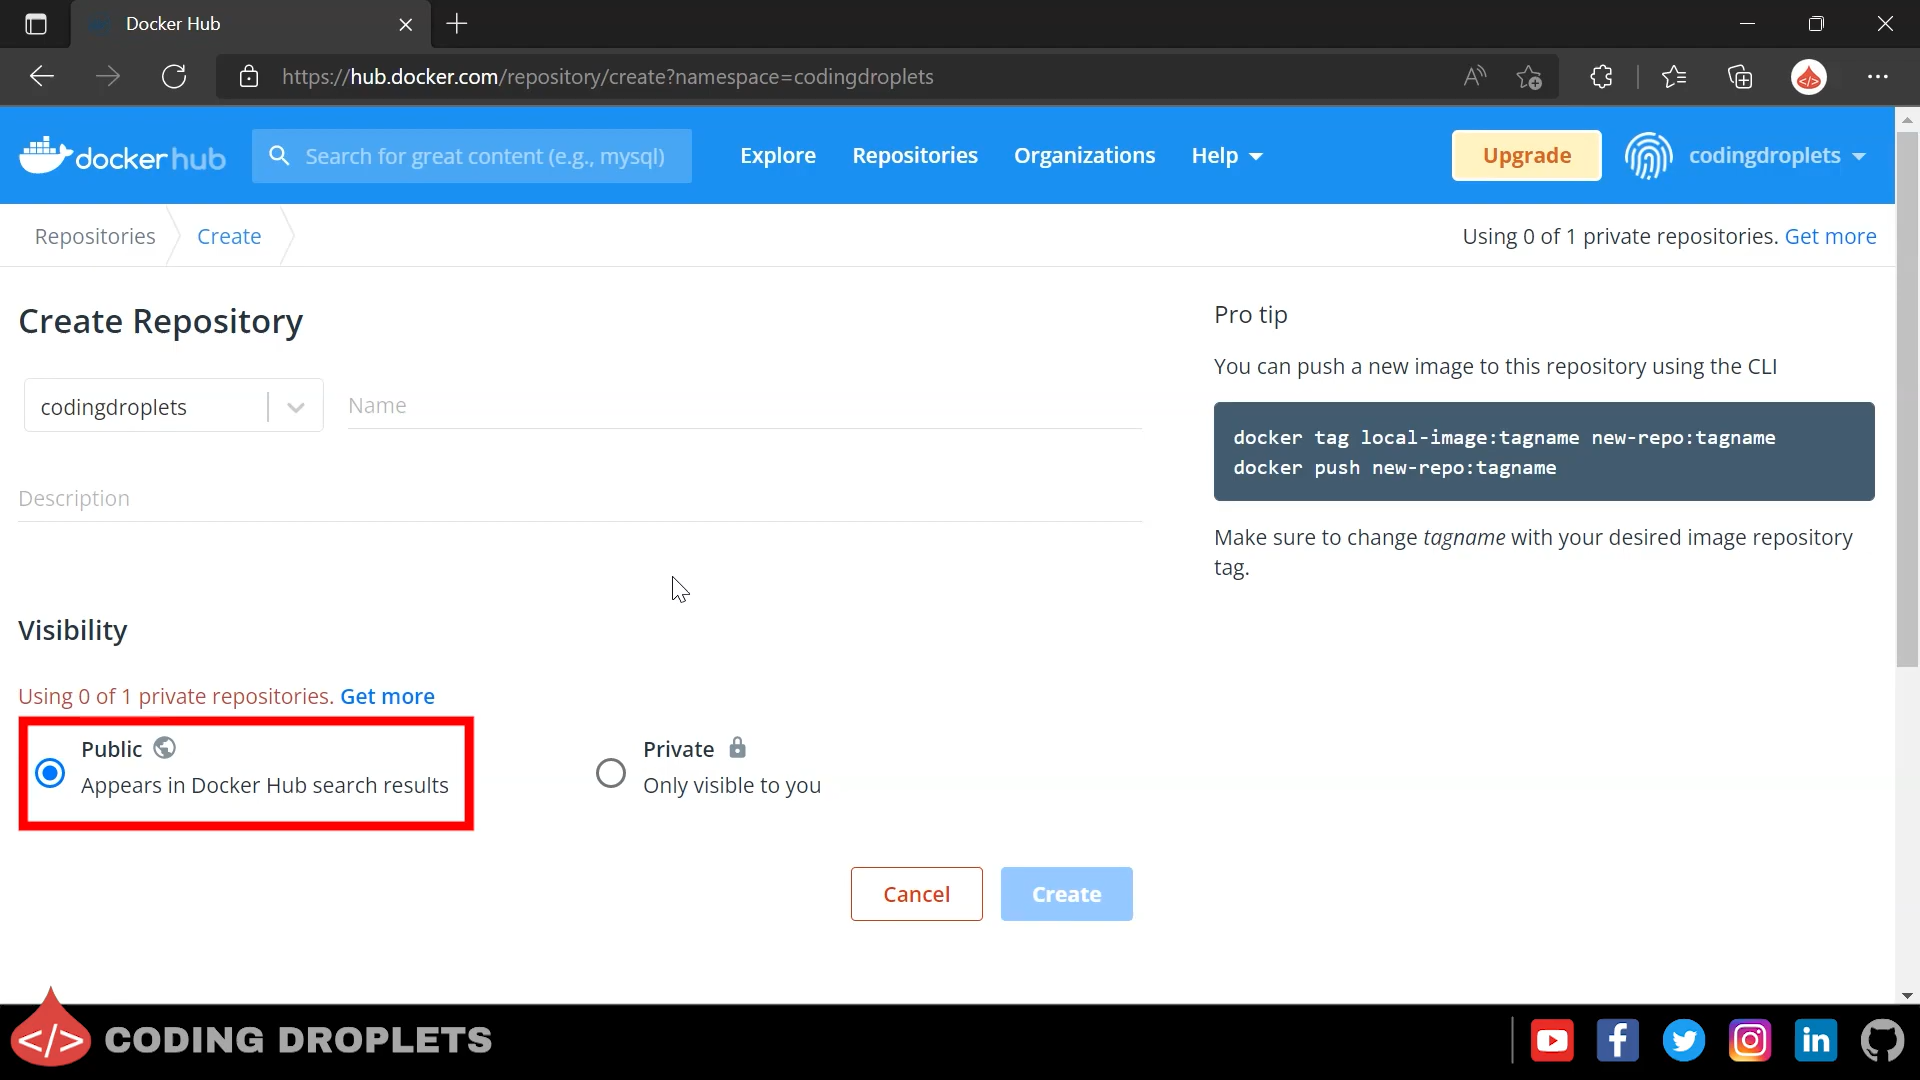 Docker Hub
https://hub.docker.com/repository/create?namespace=codingdroplets
dockerhub
Search for great content (e.g., mysql)
Explore
Repositories
Organizations
Help
Upgrade
codingdroplets
Repositories
Create
Using 0 of 1 private repositories. Get more
Create Repository
codingdroplets
Name
Description
Pro tip
You can push a new image to this repository using the CLI
docker tag local-image:tagname new-repo:tagname
docker push new-repo:tagname
Make sure to change tagname with your desired image repository
tag.
Visibility
Using 0 of 1 private repositories. Get more
Public
Appears in Docker Hub search results
Private
Only visible to you
Cancel
Create
</> CODING DROPLETS